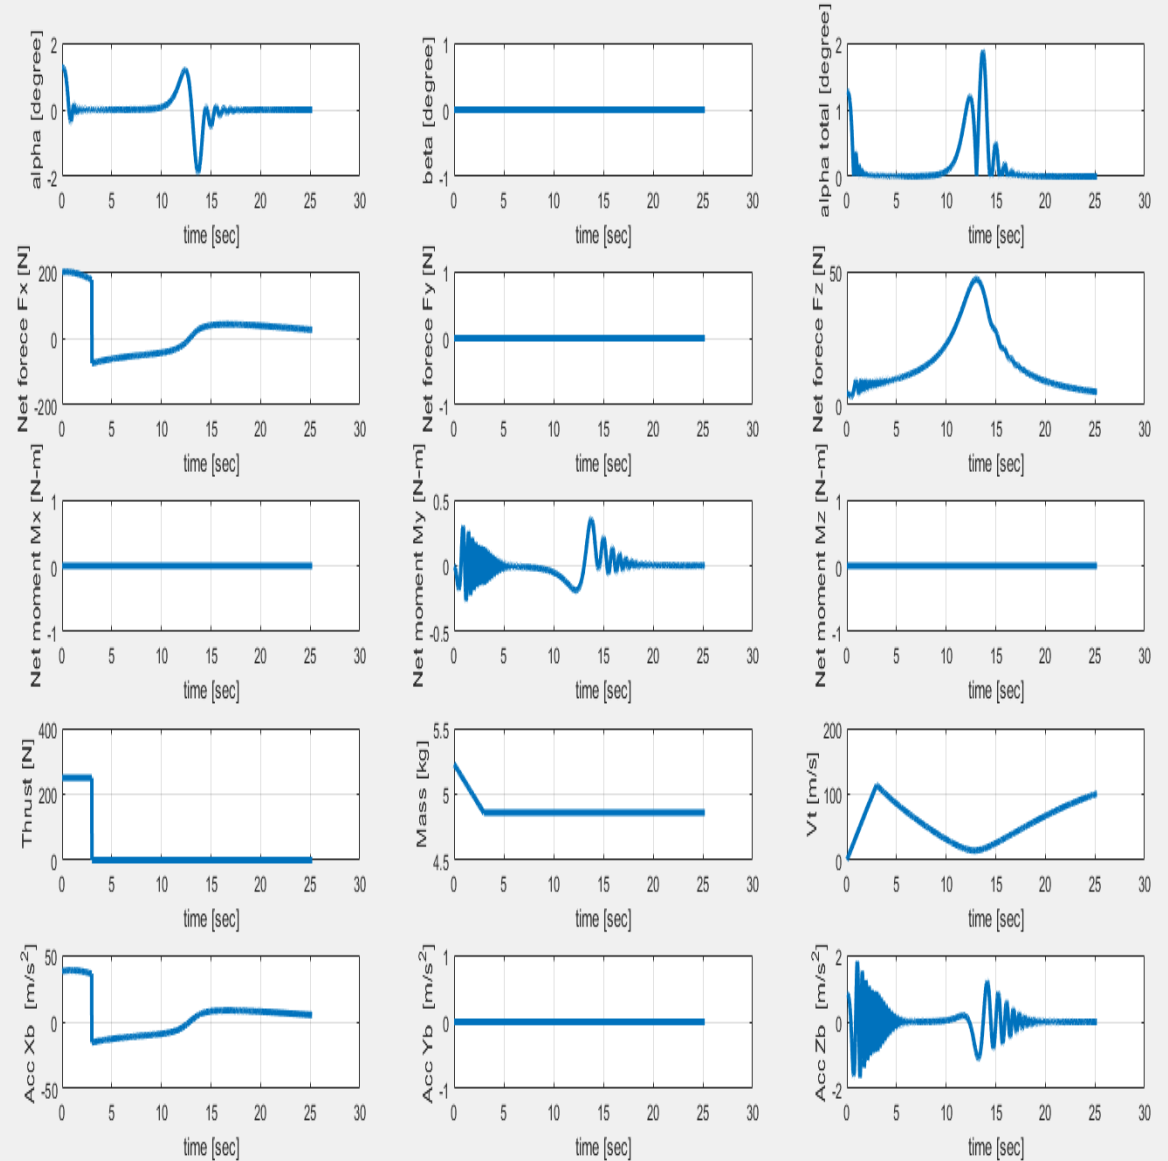 alpha [degree]
2
0
-2
0 5 10 15 20 25 30
time [sec]
beta [degree]
1
0
-1
0 5 10 15 20 25 30
time [sec]
alpha total [degree]
2
1
0
0 5 10 15 20 25 30
time [sec]
Net forece Fx [N]
200
0
-200
0 5 10 15 20 25 30
time [sec]
Net forece Fy [N]
1
0
-1
0 5 10 15 20 25 30
time [sec]
Net forece Fz [N]
50
0
0 5 10 15 20 25 30
time [sec]
Net moment Mx [N-m]
1
0
-1
0 5 10 15 20 25 30
time [sec]
Net moment My [N-m]
0.5
0
-0.5
0 5 10 15 20 25 30
time [sec]
Net moment Mz [N-m]
1
0
-1
0 5 10 15 20 25 30
time [sec]
Thrust [N]
400
200
0
0 5 10 15 20 25 30
time [sec]
Mass [kg]
5.5
5
4.5
0 5 10 15 20 25 30
time [sec]
Vt [m/s]
200
100
0
0 5 10 15 20 25 30
time [sec]
Acc Xb [m/s²]
50
0
-50
0 5 10 15 20 25 30
time [sec]
Acc Yb [m/s²]
1
0
-1
0 5 10 15 20 25 30
time [sec]
Acc Zb [m/s²]
2
0
-2
0 5 10 15 20 25 30
time [sec]